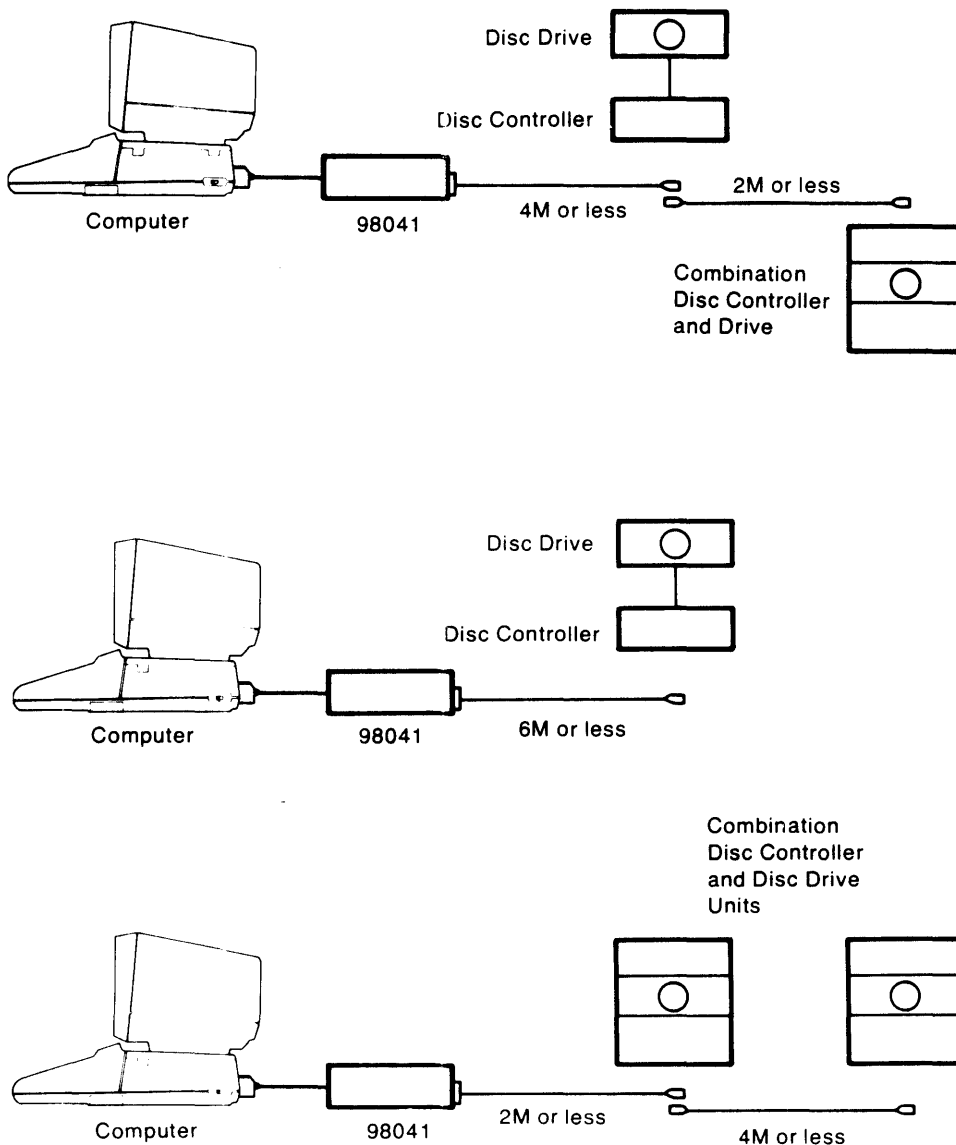 Disc Drive
Disc Controller
2M or less
4M or less
Computer
98041
Combination
Disc Controller
and Drive
Disc Drive
Disc Controller
6M or less
Computer
98041
Combination
Disc Controller
and Disc Drive
Units
2M or less
4M or less
Computer
98041